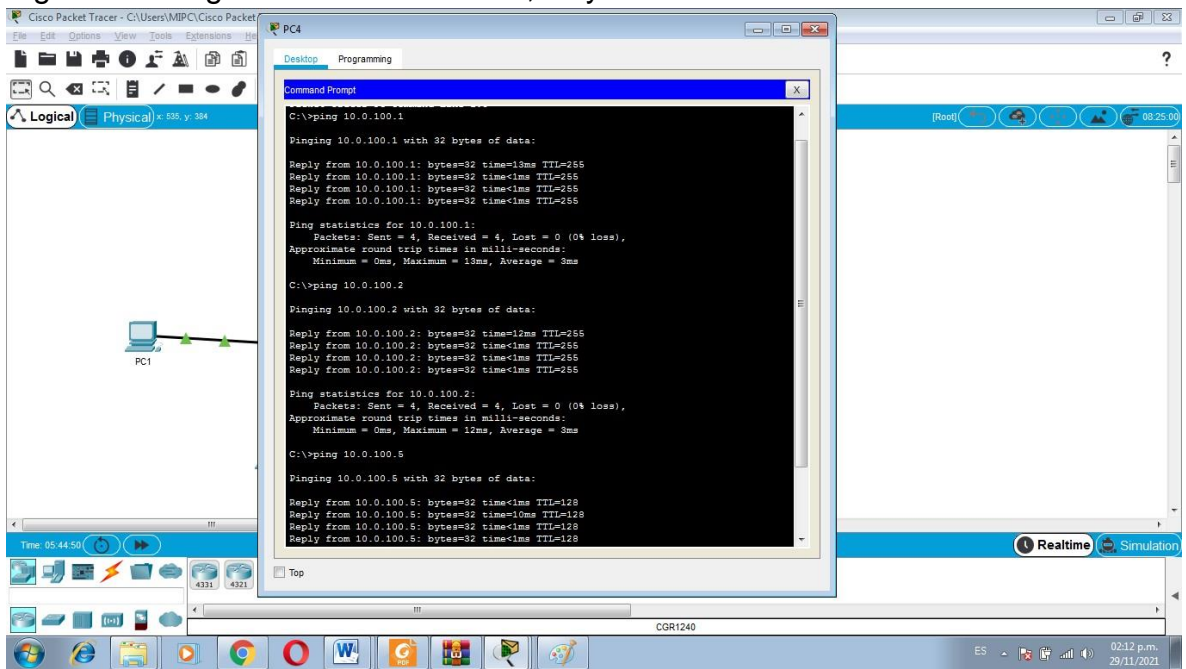 Cisco Packet Tracer - C:\Users\MIPC\Cisco Packet
File Edit Options View Tools Extensions He
?
Logical Physical x: 535, y: 384
[Root] 08:25:00
PC4
Desktop Programming
Command Prompt X
C:\>ping 10.0.100.1
Pinging 10.0.100.1 with 32 bytes of data:
Reply from 10.0.100.1: bytes=32 time=13ms TTL=255
Reply from 10.0.100.1: bytes=32 time<1ms TTL=255
Reply from 10.0.100.1: bytes=32 time<1ms TTL=255
Reply from 10.0.100.1: bytes=32 time<1ms TTL=255
Ping statistics for 10.0.100.1:
Packets: Sent = 4, Received = 4, Lost = 0 (0% loss),
Approximate round trip times in milli-seconds:
Minimum = 0ms, Maximum = 13ms, Average = 3ms
C:\>ping 10.0.100.2
Pinging 10.0.100.2 with 32 bytes of data:
Reply from 10.0.100.2: bytes=32 time=12ms TTL=255
Reply from 10.0.100.2: bytes=32 time<1ms TTL=255
Reply from 10.0.100.2: bytes=32 time<1ms TTL=255
Reply from 10.0.100.2: bytes=32 time<1ms TTL=255
Ping statistics for 10.0.100.2:
Packets: Sent = 4, Received = 4, Lost = 0 (0% loss),
Approximate round trip times in milli-seconds:
Minimum = 0ms, Maximum = 12ms, Average = 3ms
C:\>ping 10.0.100.5
Pinging 10.0.100.5 with 32 bytes of data:
Reply from 10.0.100.5: bytes=32 time<1ms TTL=128
Reply from 10.0.100.5: bytes=32 time=10ms TTL=128
Reply from 10.0.100.5: bytes=32 time<1ms TTL=128
Reply from 10.0.100.5: bytes=32 time<1ms TTL=128
Top
PC1
Time: 05:44:50
Realtime Simulation
4331 4321
CGR1240
ES 02:12 p.m.
29/11/2021